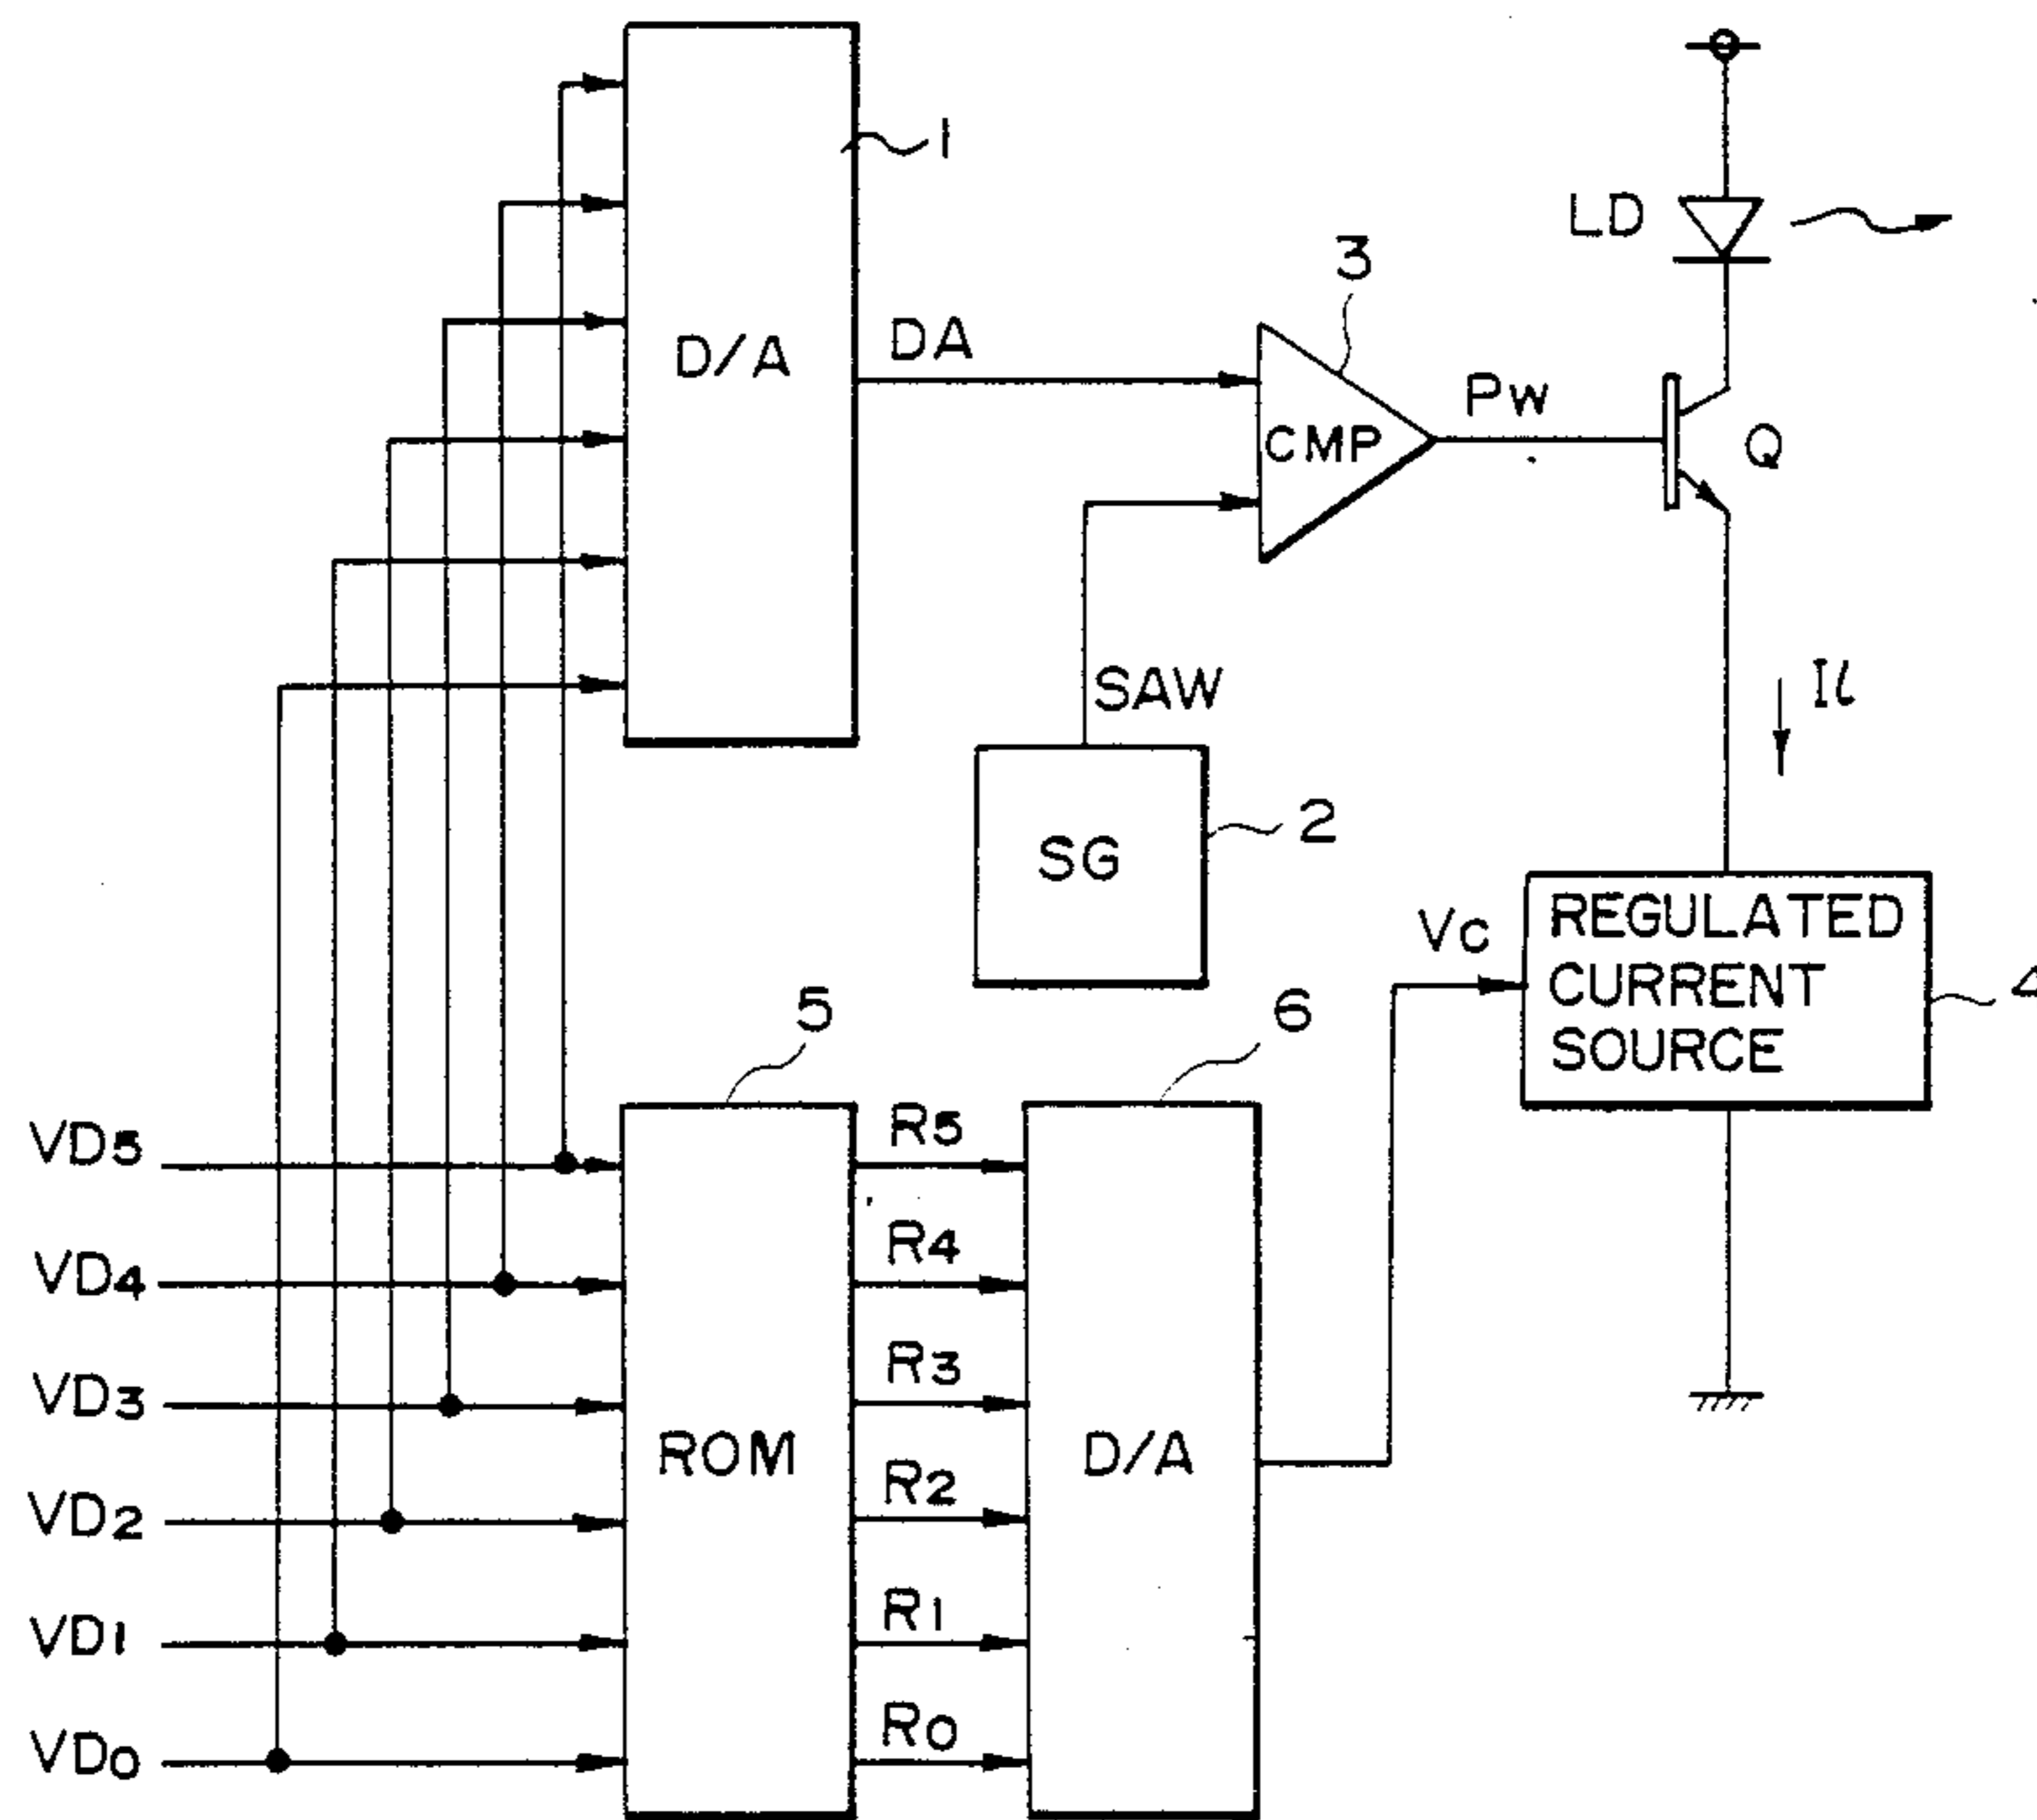 1
D/A
DA
3
CMP
PW
LD
Q
SAW
Il
SG
2
VC
REGULATED
CURRENT
SOURCE
4
5
6
VD5
VD4
VD3
VD2
VD1
VD0
ROM
R5
R4
R3
R2
R1
R0
D/A